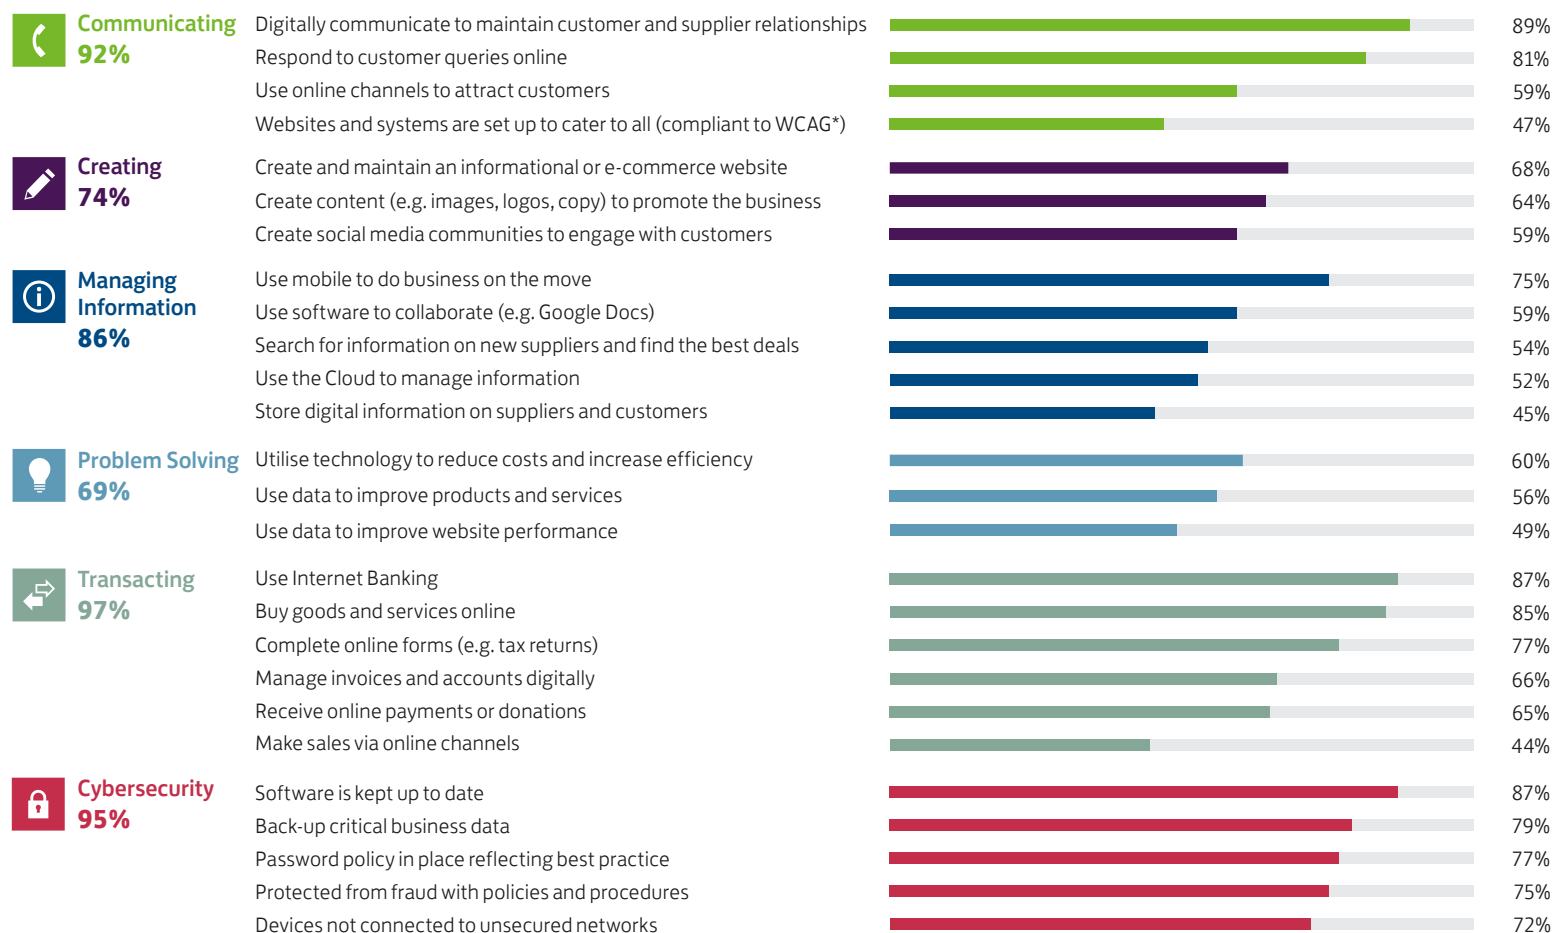 Communicating
92%
Digitally communicate to maintain customer and supplier relationships 89%
Respond to customer queries online 81%
Use online channels to attract customers 59%
Websites and systems are set up to cater to all (compliant to WCAG*) 47%
Creating
74%
Create and maintain an informational or e-commerce website 68%
Create content (e.g. images, logos, copy) to promote the business 64%
Create social media communities to engage with customers 59%
Managing
Information
86%
Use mobile to do business on the move 75%
Use software to collaborate (e.g. Google Docs) 59%
Search for information on new suppliers and find the best deals 54%
Use the Cloud to manage information 52%
Store digital information on suppliers and customers 45%
Problem Solving
69%
Utilise technology to reduce costs and increase efficiency 60%
Use data to improve products and services 56%
Use data to improve website performance 49%
Transacting
97%
Use Internet Banking 87%
Buy goods and services online 85%
Complete online forms (e.g. tax returns) 77%
Manage invoices and accounts digitally 66%
Receive online payments or donations 65%
Make sales via online channels 44%
Cybersecurity
95%
Software is kept up to date 87%
Back-up critical business data 79%
Password policy in place reflecting best practice 77%
Protected from fraud with policies and procedures 75%
Devices not connected to unsecured networks 72%